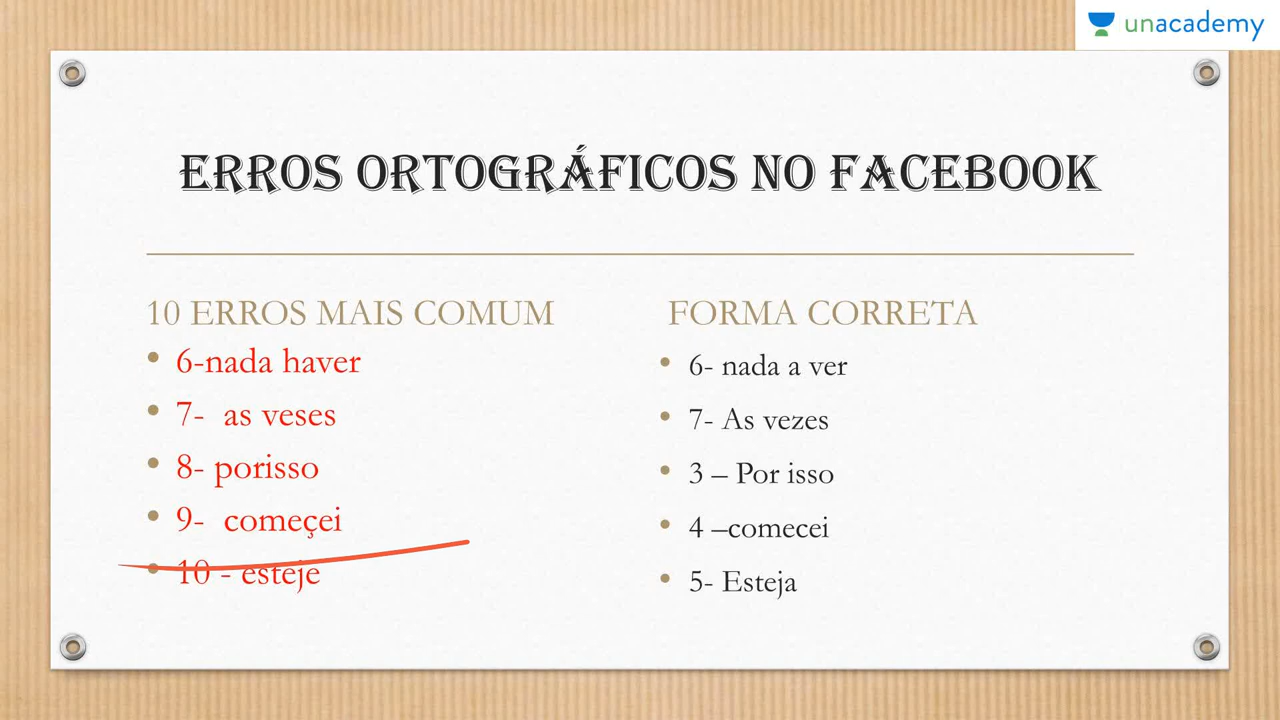 unacademy
ERROS ORTOGRÁFICOS NO FACEBOOK
10 ERROS MAIS COMUM
• 6-nada haver
• 7- as veses
• 8- porisso
• 9- começei
• 10 - esteje
FORMA CORRETA
• 6- nada a ver
• 7- As vezes
• 3 – Por isso
• 4 –comecei
• 5- Esteja